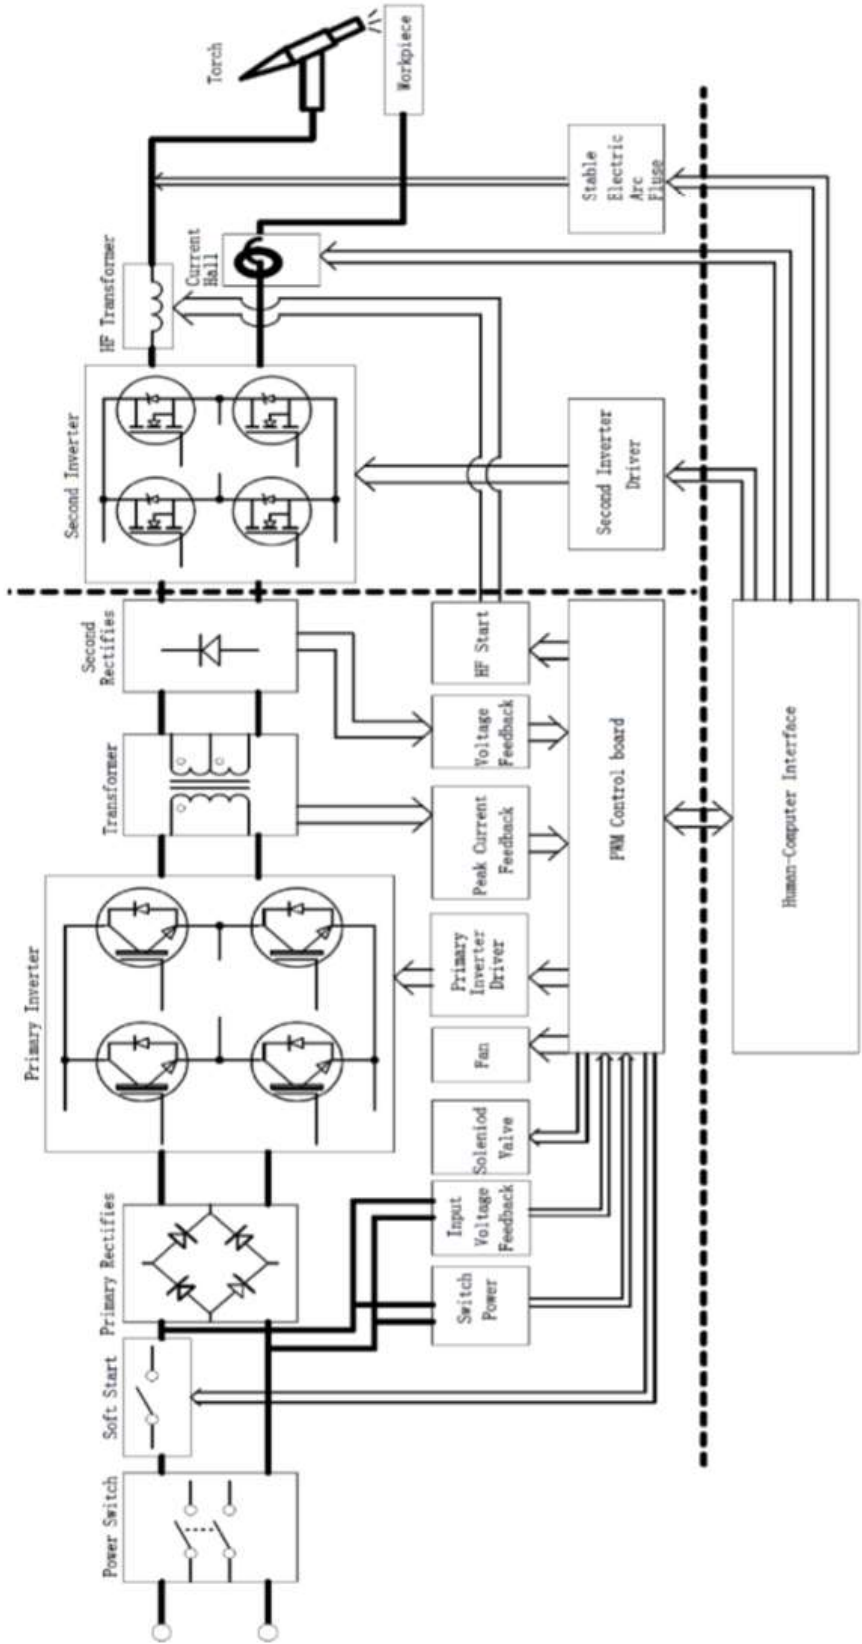 Power Switch
Soft Start
Primary Rectifies
Primary Inverter
Transformer
Second
Rectifies
Second Inverter
HF Transformer
Current
Hall
Torch
Workpiece
Switch
Power
Input
Voltage
Feedback
Soleniod
Valve
Fan
Primary
Inverter
Driver
Peak Current
Feedback
Voltage
Feedback
HF Start
PWM Control board
Second Inverter
Driver
Stable
Electric
Arc
Fluse
Human-Computer Interface